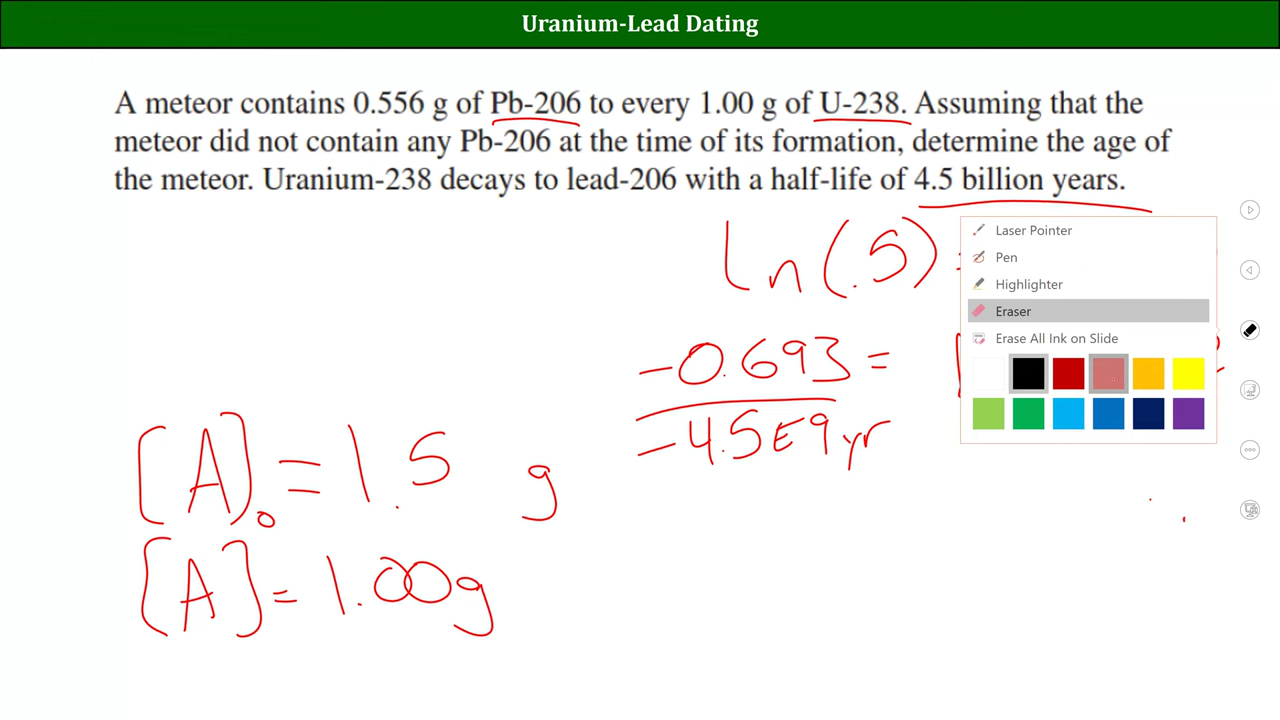 Uranium-Lead Dating
A meteor contains 0.556 g of Pb-206 to every 1.00 g of U-238. Assuming that the
meteor did not contain any Pb-206 at the time of its formation, determine the age of
the meteor. Uranium-238 decays to lead-206 with a half-life of 4.5 billion years.
ln(.5) =
Laser Pointer
Pen
Highlighter
Eraser
Erase All Ink on Slide
-0.693 =
-4.5E9 yr
[A]₀ = 1.5 g
[A] = 1.00g